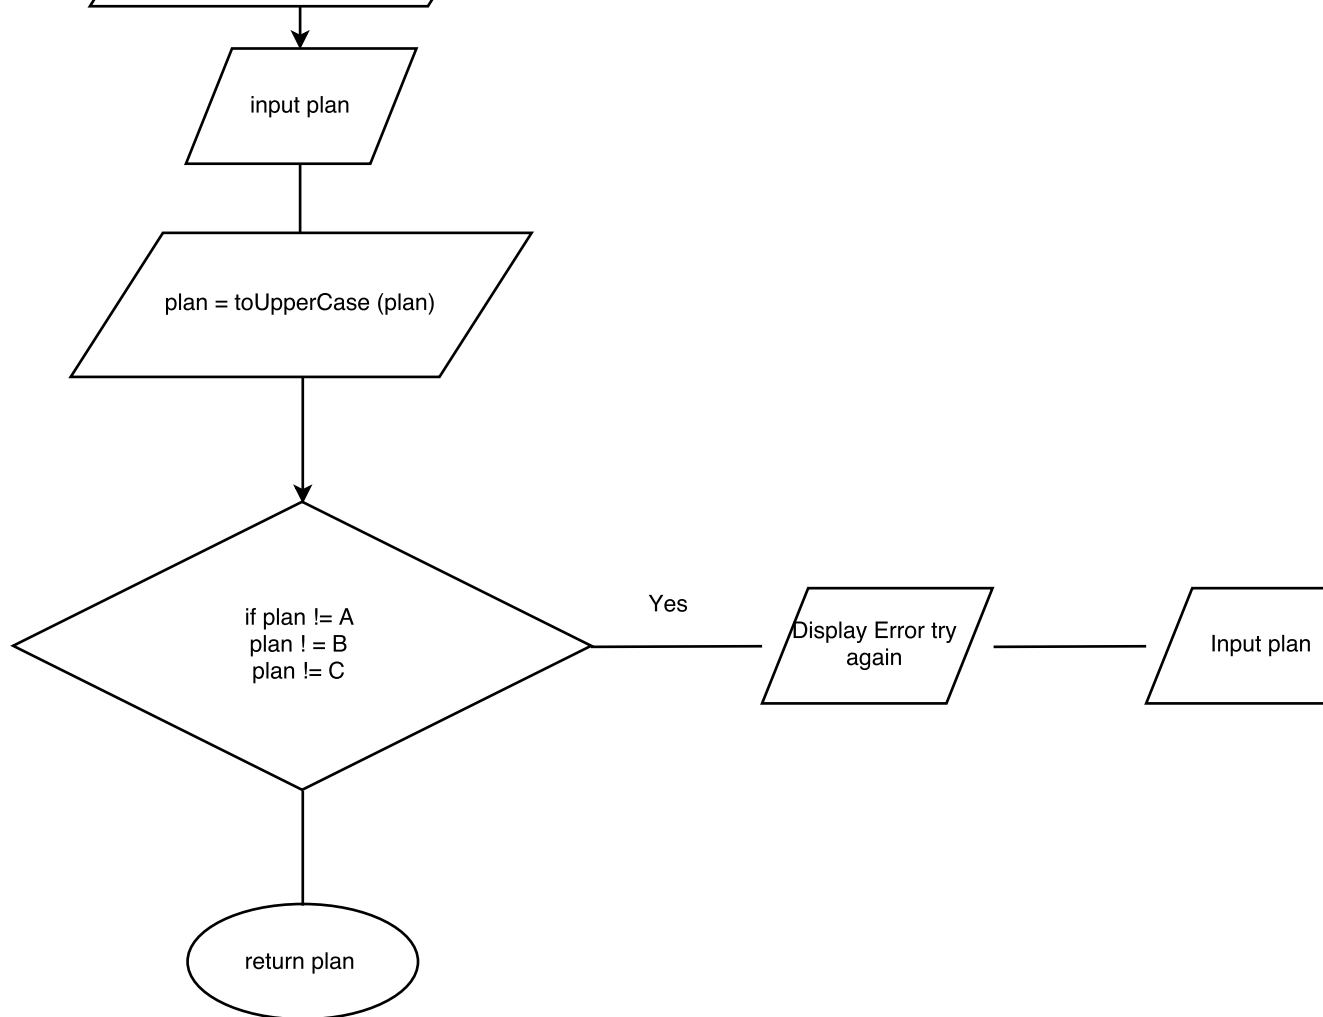 input plan
plan = toUpperCase (plan)
if plan != A
plan ! = B
plan != C
Yes
Display Error try
again
Input plan
return plan